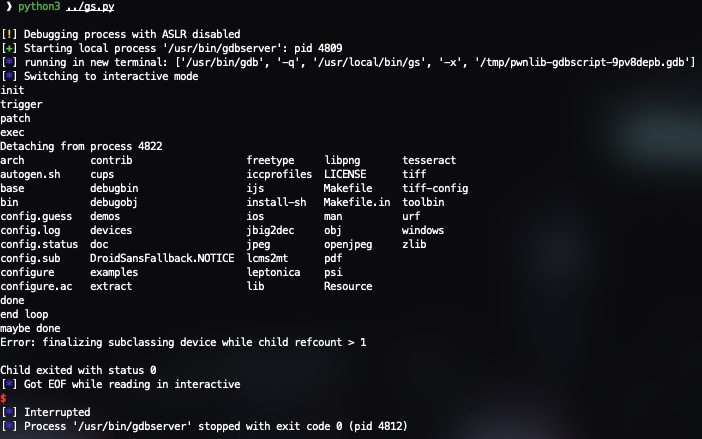 ❯ python3 ../gs.py
[!] Debugging process with ASLR disabled
[+] Starting local process '/usr/bin/gdbserver': pid 4809
[*] running in new terminal: ['/usr/bin/gdb', '-q', '/usr/local/bin/gs', '-x', '/tmp/pwnlib-gdbscript-9pv8depb.gdb']
[*] Switching to interactive mode
init
trigger
patch
exec
Detaching from process 4822
arch contrib freetype libpng tesseract
autogen.sh cups iccprofiles LICENSE tiff
base debugbin ijs Makefile tiff-config
bin debugobj install-sh Makefile.in toolbin
config.guess demos ios man urf
config.log devices jbig2dec obj windows
config.status doc jpeg openjpeg zlib
config.sub DroidSansFallback.NOTICE lcms2mt pdf
configure examples leptonica psi
configure.ac extract lib Resource
done
end loop
maybe done
Error: finalizing subclassing device while child refcount > 1
Child exited with status 0
[*] Got EOF while reading in interactive
$
[*] Interrupted
[*] Process '/usr/bin/gdbserver' stopped with exit code 0 (pid 4812)